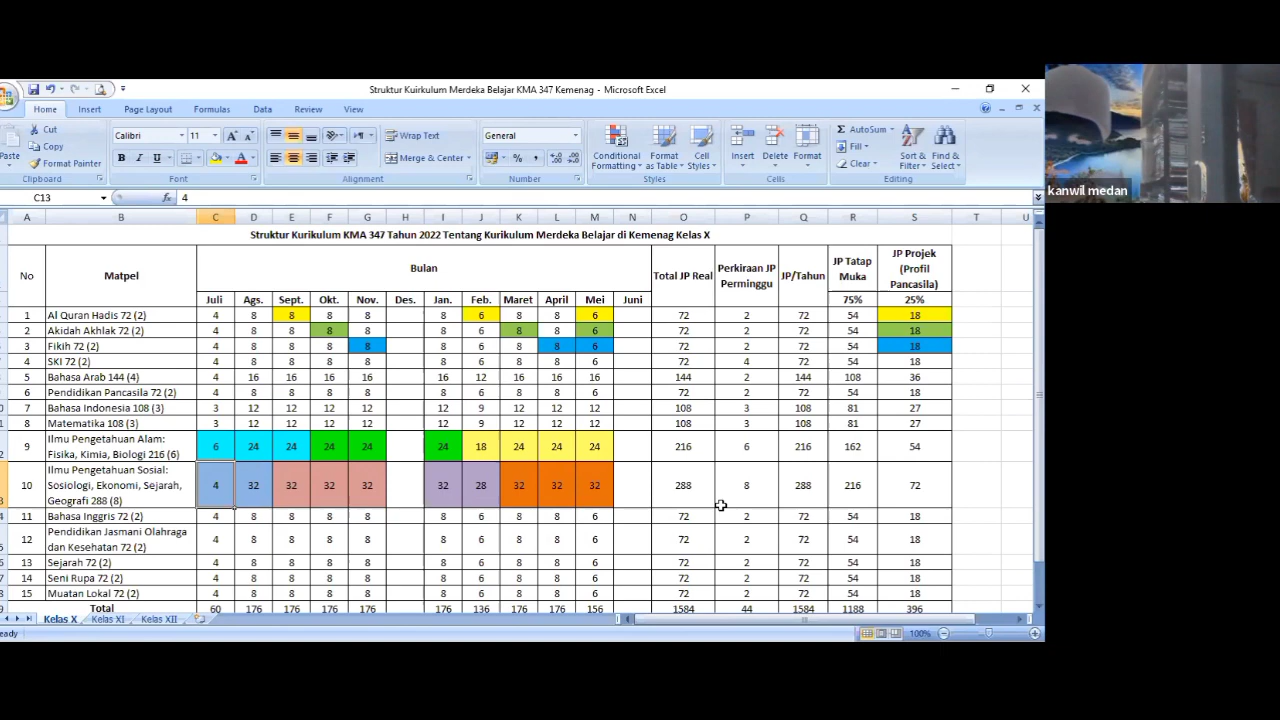 Struktur Kuirkulum Merdeka Belajar KMA 347 Kemenag - Microsoft Excel
Home Insert Page Layout Formulas Data Review View
Cut
Copy
Format Painter
Paste
Clipboard
Calibri 11
Font
Wrap Text
Merge & Center
Alignment
General
Number
Conditional Formatting
Format as Table
Cell Styles
Styles
Insert Delete Format
Cells
AutoSum
Fill
Clear
Sort & Filter
Find & Select
Editing
kanwil medan
C13 fx 4
A B C D E F G H I J K L M N O P Q R S T U
Struktur Kurikulum KMA 347 Tahun 2022 Tentang Kurikulum Merdeka Belajar di Kemenag Kelas X
No Matpel Bulan Total JP Real Perkiraan JP Perminggu JP/Tahun JP Tatap Muka JP Projek (Profil Pancasila)
Juli Ags. Sept. Okt. Nov. Des. Jan. Feb. Maret April Mei Juni 75% 25%
1 Al Quran Hadis 72 (2) 4 8 8 8 8 8 6 8 8 6 72 2 72 54 18
2 Akidah Akhlak 72 (2) 4 8 8 8 8 8 6 8 8 6 72 2 72 54 18
3 Fikih 72 (2) 4 8 8 8 8 8 6 8 8 6 72 2 72 54 18
4 SKI 72 (2) 4 8 8 8 8 8 6 8 8 6 72 4 72 54 18
5 Bahasa Arab 144 (4) 4 16 16 16 16 16 12 16 16 16 144 2 144 108 36
6 Pendidikan Pancasila 72 (2) 4 8 8 8 8 8 6 8 8 6 72 2 72 54 18
7 Bahasa Indonesia 108 (3) 3 12 12 12 12 12 9 12 12 12 108 3 108 81 27
8 Matematika 108 (3) 3 12 12 12 12 12 9 12 12 12 108 3 108 81 27
9 Ilmu Pengetahuan Alam: Fisika, Kimia, Biologi 216 (6) 6 24 24 24 24 24 18 24 24 24 216 6 216 162 54
10 Ilmu Pengetahuan Sosial: Sosiologi, Ekonomi, Sejarah, Geografi 288 (8) 4 32 32 32 32 32 28 32 32 32 288 8 288 216 72
11 Bahasa Inggris 72 (2) 4 8 8 8 8 8 6 8 8 6 72 2 72 54 18
12 Pendidikan Jasmani Olahraga dan Kesehatan 72 (2) 4 8 8 8 8 8 6 8 8 6 72 2 72 54 18
13 Sejarah 72 (2) 4 8 8 8 8 8 6 8 8 6 72 2 72 54 18
14 Seni Rupa 72 (2) 4 8 8 8 8 8 6 8 8 6 72 2 72 54 18
15 Muatan Lokal 72 (2) 4 8 8 8 8 8 6 8 8 6 72 2 72 54 18
Total 60 176 176 176 176 176 136 176 176 156 1584 44 1584 1188 396
Kelas X Kelas XI Kelas XII
100%